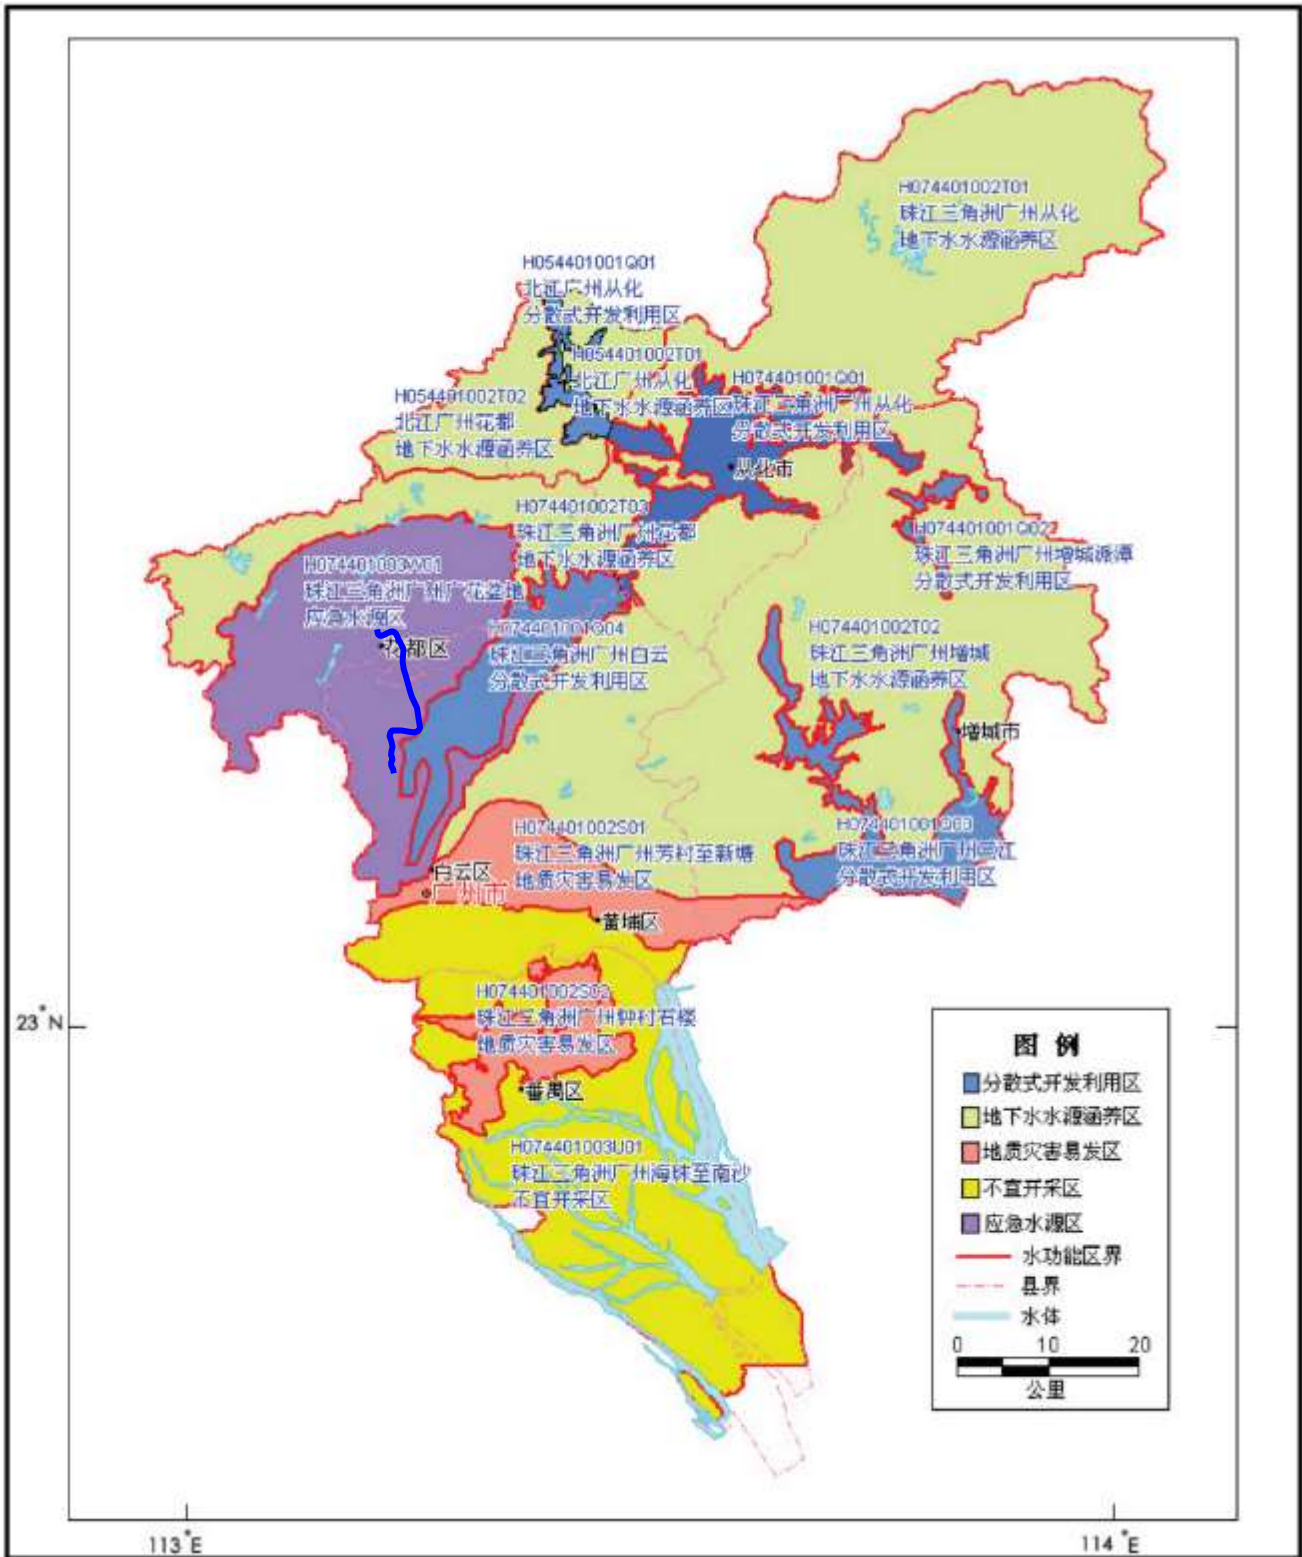 H074401002T01
珠江三角洲广州从化
地下水水源涵养区
H054401001Q01
北江广州从化
分散式开发利用区
H054401002T01
北江广州从化
地下水水源涵养区
H074401001Q01
珠江三角洲广州从化
分散式开发利用区
H054401002T02
北江广州花都
地下水水源涵养区
从化市
H074401002T03
珠江三角洲广州花都
地下水水源涵养区
H074401001Q02
珠江三角洲广州增城派潭
分散式开发利用区
H074401003W01
珠江三角洲广州广花盆地
应急水源区
花都区
H074401001Q04
珠江三角洲广州白云
分散式开发利用区
H074401002T02
珠江三角洲广州增城
地下水水源涵养区
增城市
H074401002S01
珠江三角洲广州芳村至新塘
地质灾害易发区
H074401001Q03
珠江三角洲广州三江
分散式开发利用区
白云区
广州市
黄埔区
H074401002S02
珠江三角洲广州钟村石楼
地质灾害易发区
番禺区
H074401003U01
珠江三角洲广州海珠至南沙
不宜开采区
23°N
图 例
分散式开发利用区
地下水水源涵养区
地质灾害易发区
不宜开采区
应急水源区
水功能区界
县界
水体
0 10 20
公里
113°E
114°E